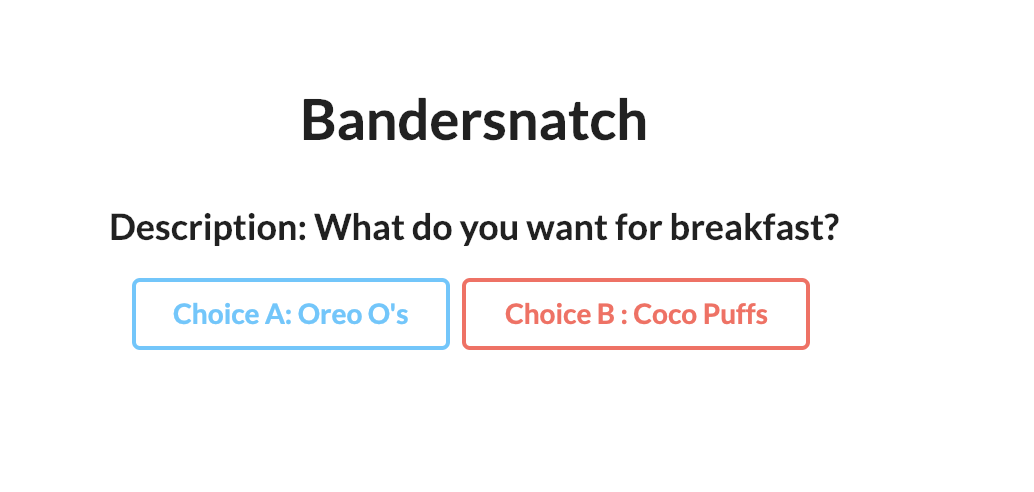 Bandersnatch
Description: What do you want for breakfast?
Choice A: Oreo O's
Choice B : Coco Puffs